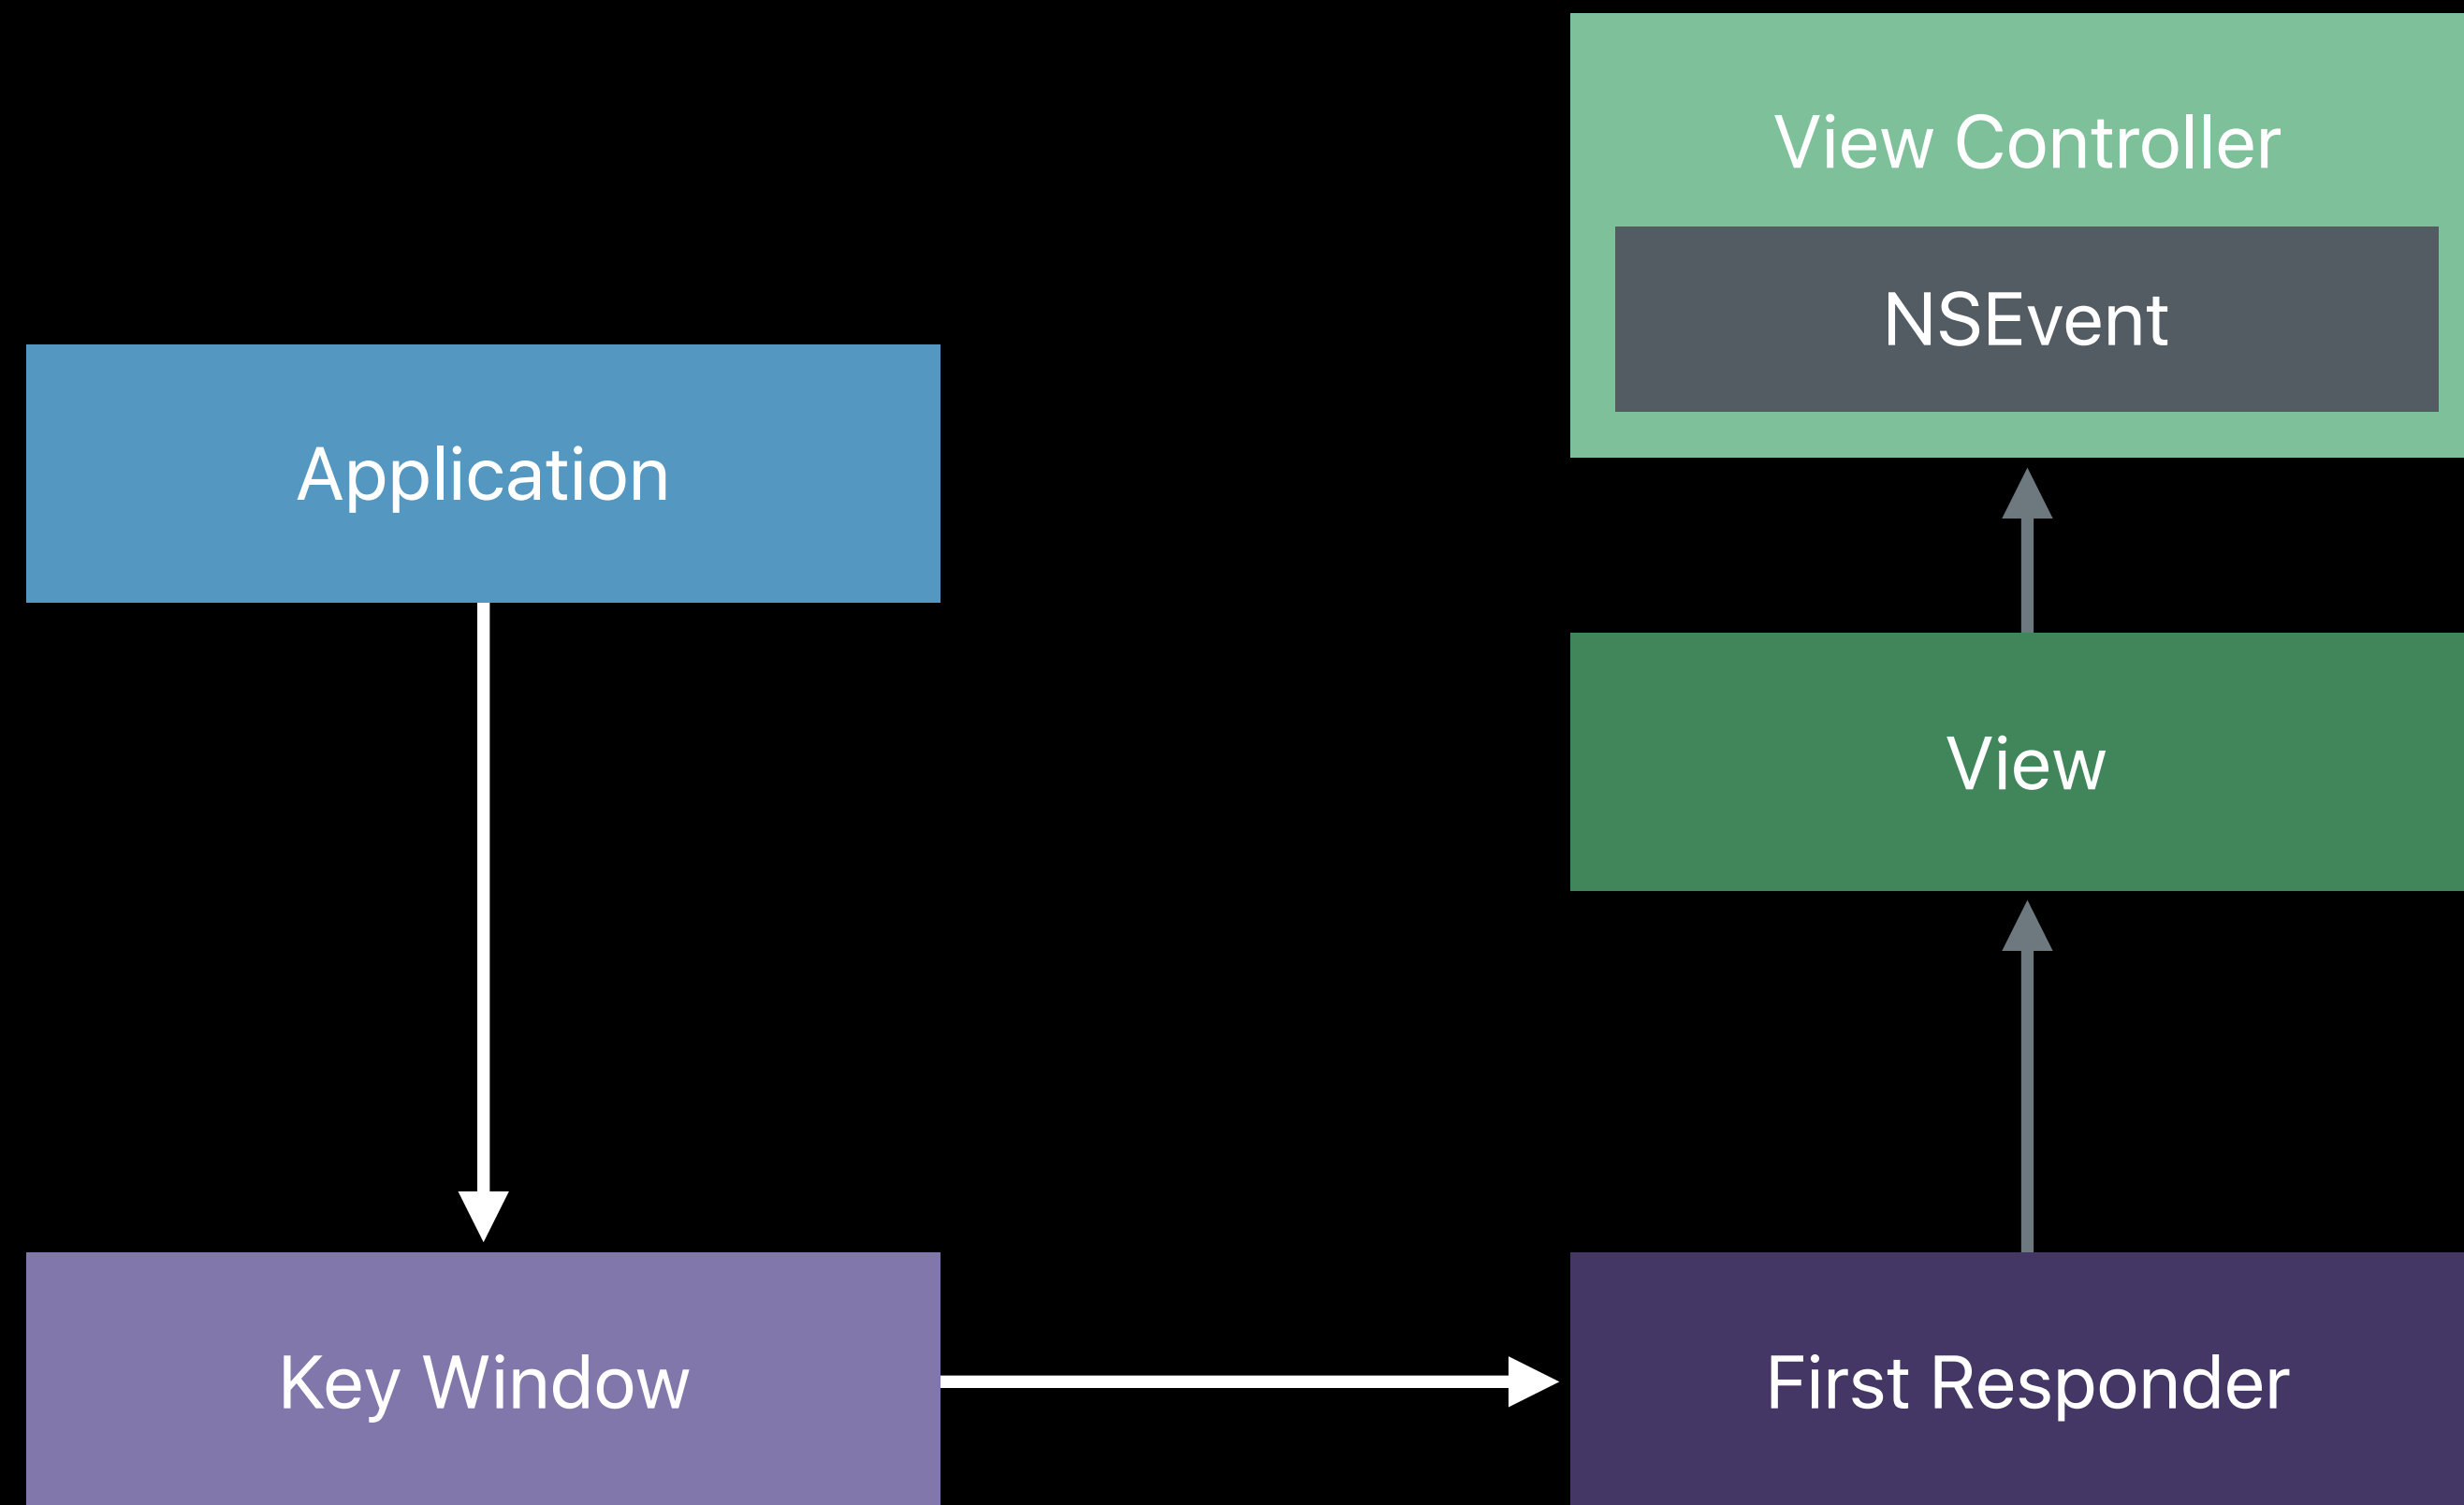 View Controller
NSEvent
Application
View
Key Window
First Responder